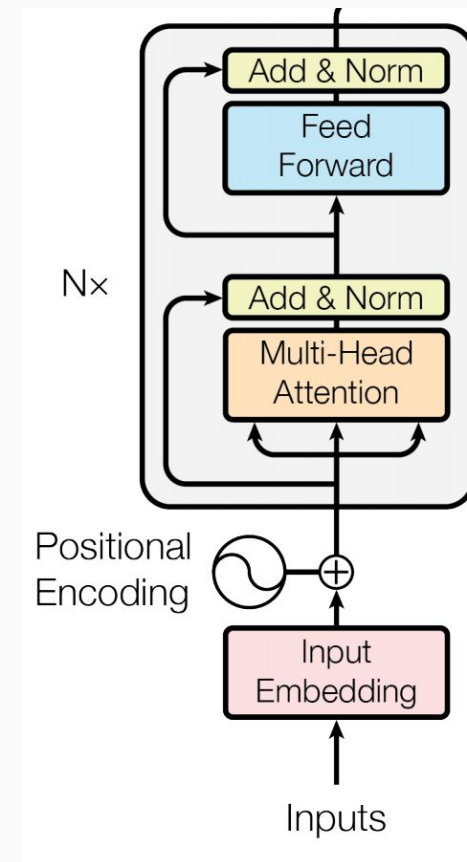 Add & Norm
Feed
Forward
N×
Add & Norm
Multi-Head
Attention
Positional
Encoding
Input
Embedding
Inputs